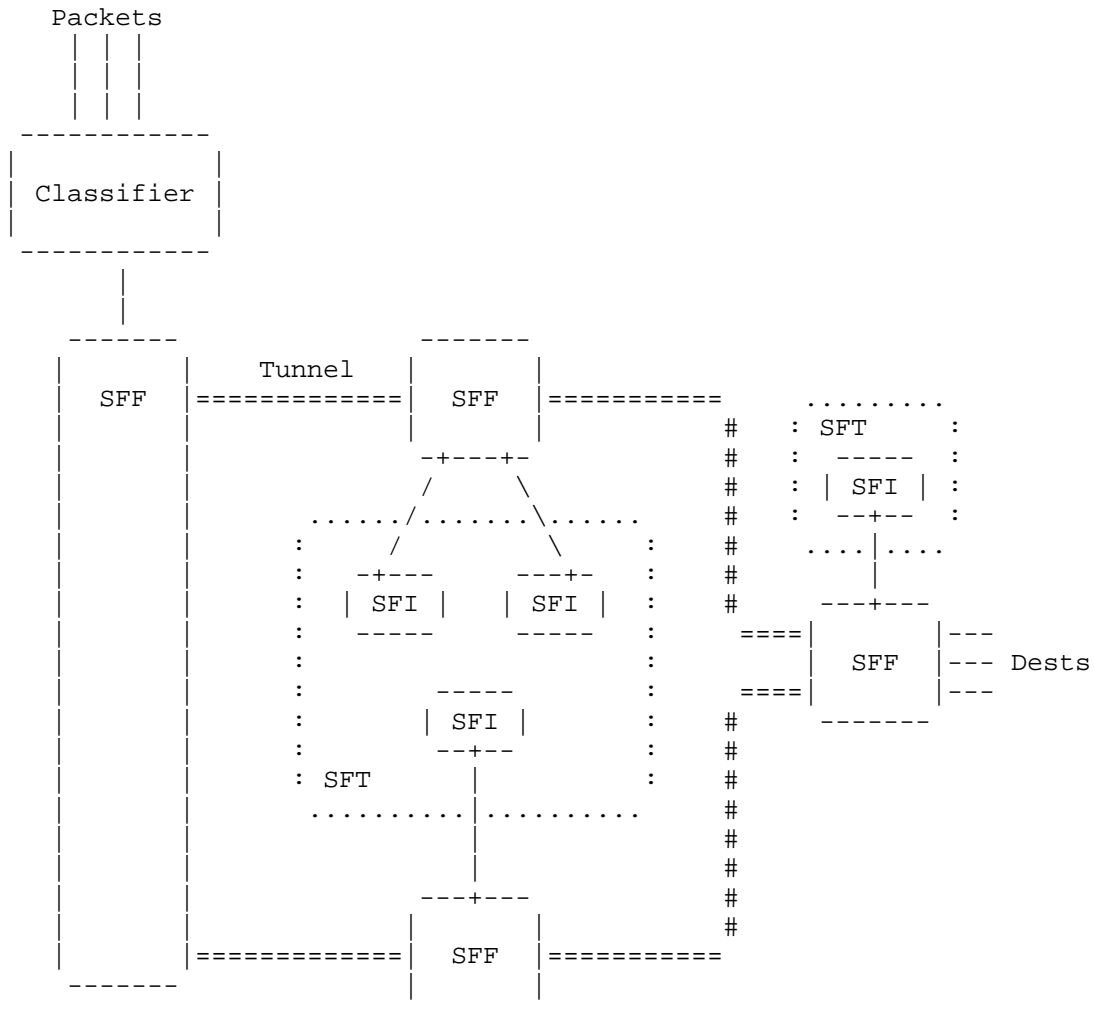 Packets
Classifier
Tunnel
SFF SFF
SFT
SFI
SFI SFI
SFF Dests
SFI
SFT
SFF